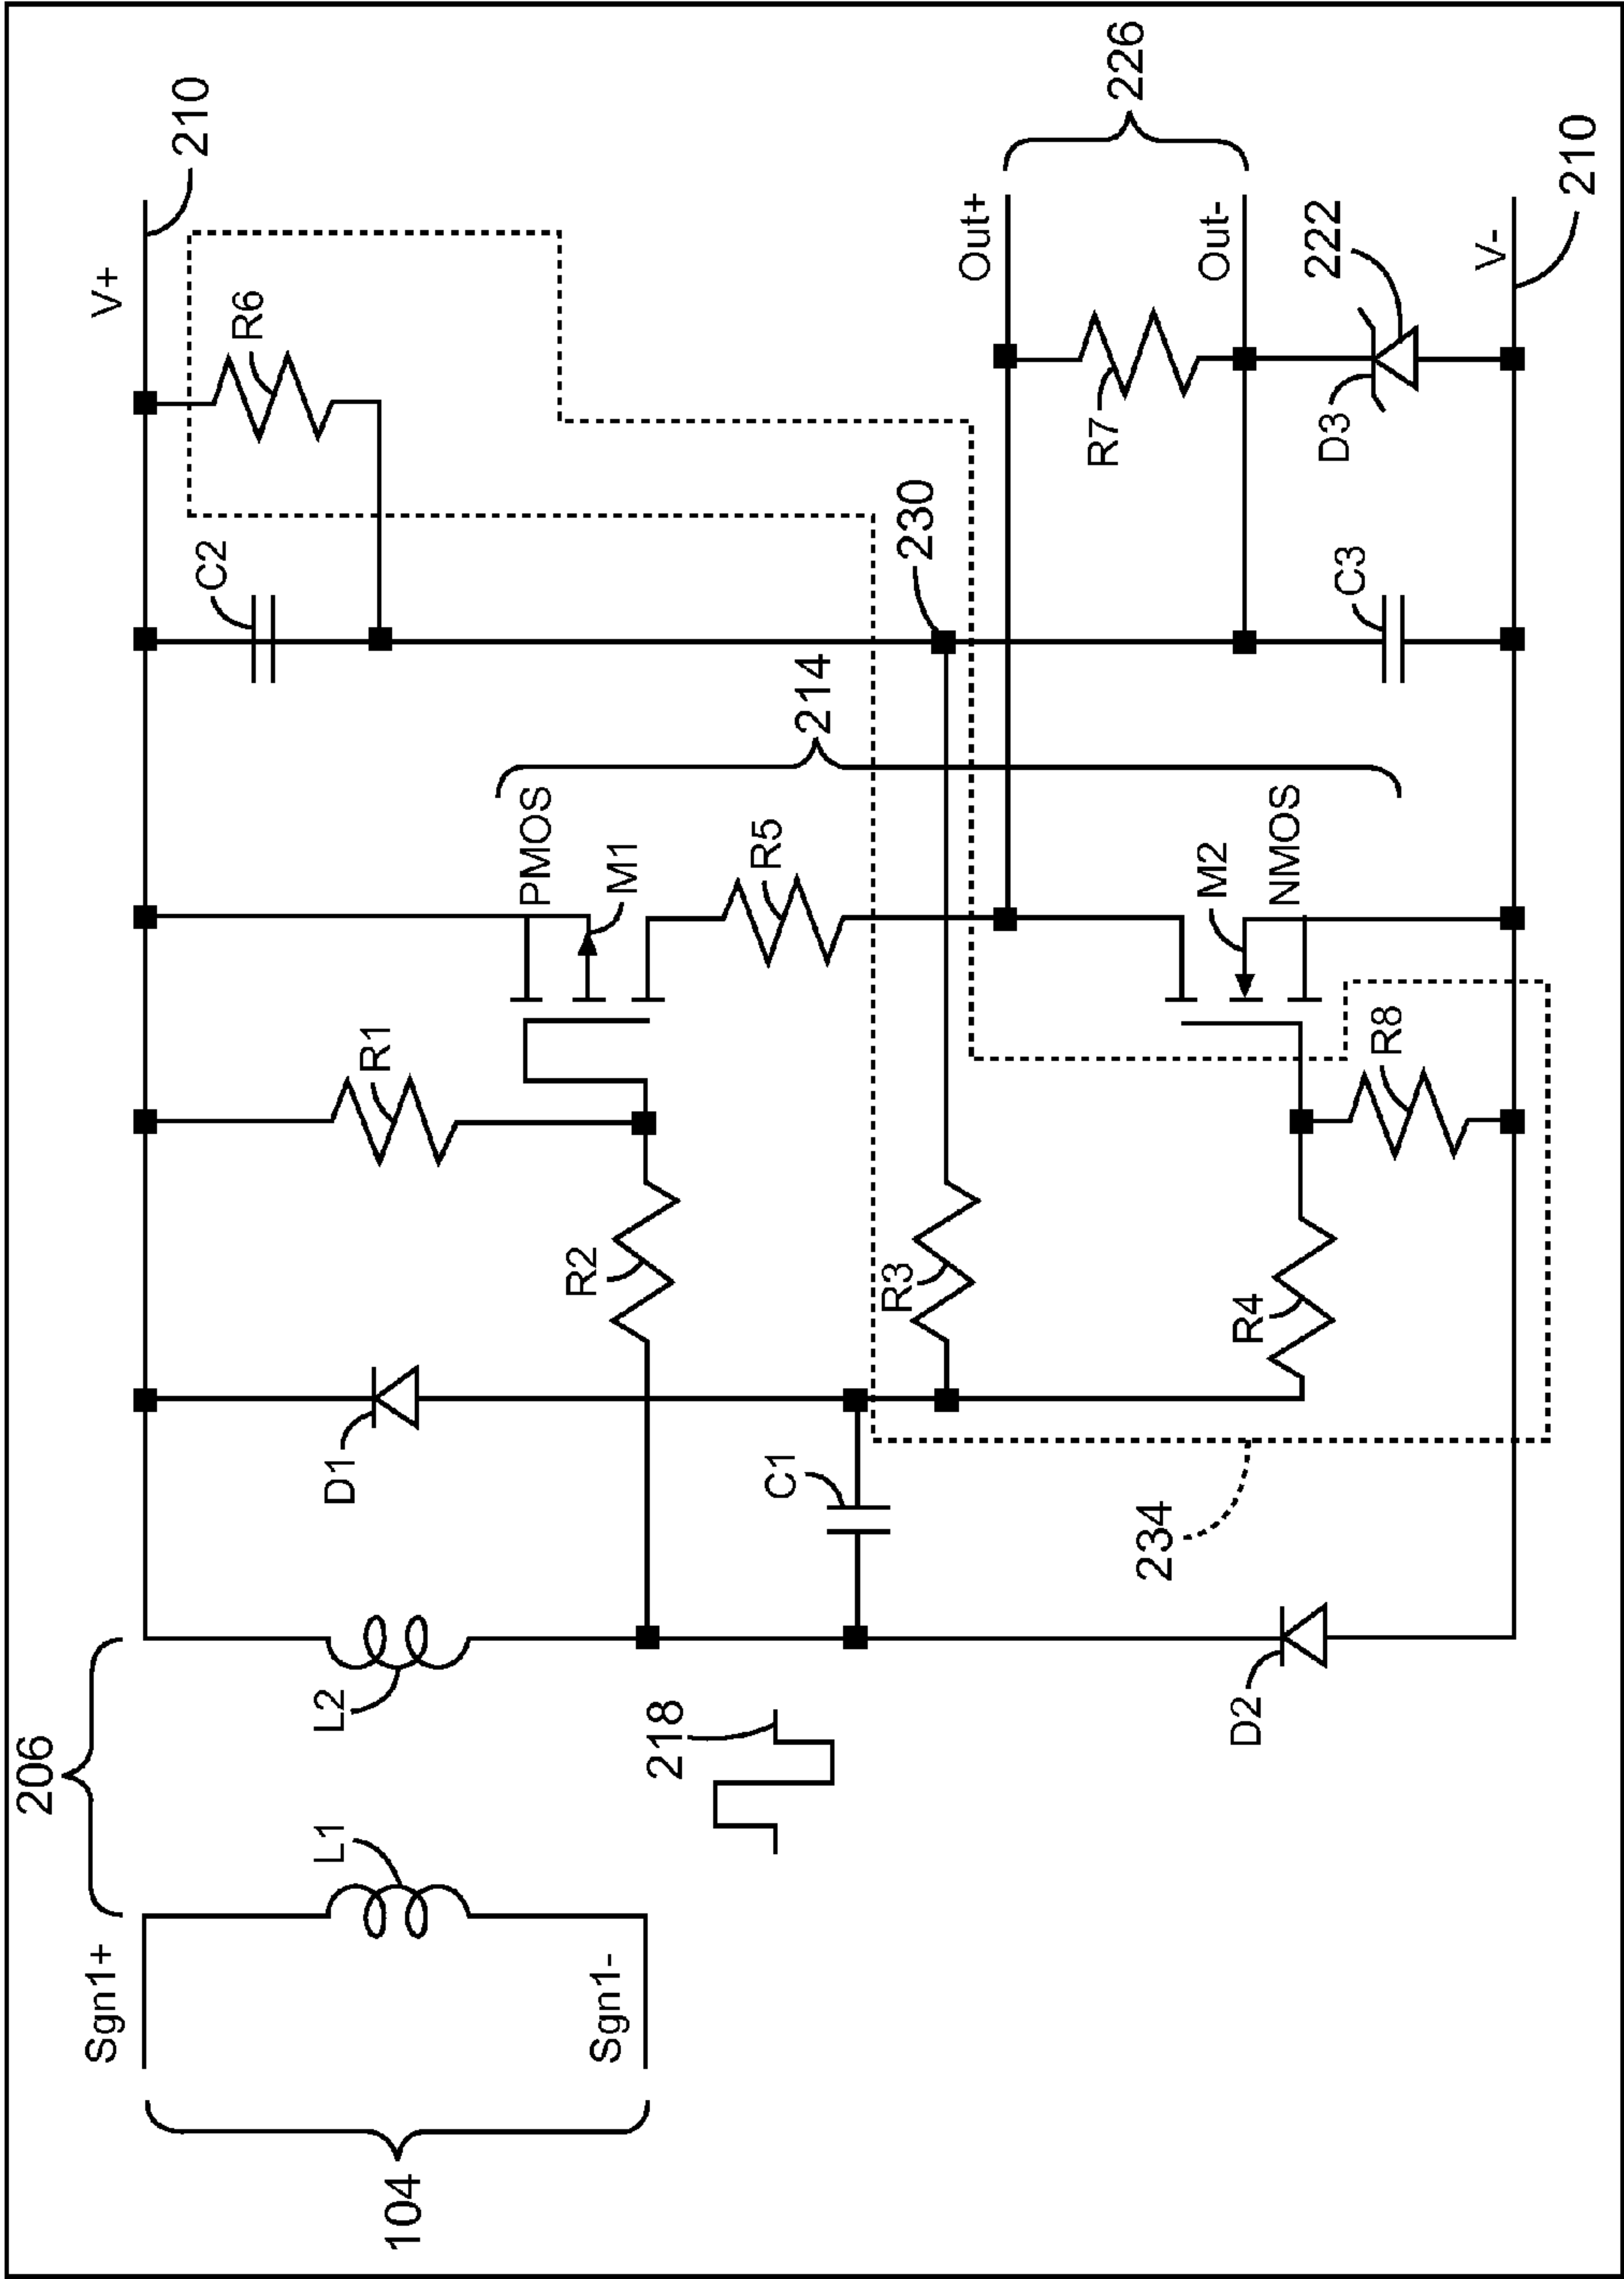 206
Sgn1+
Sgn1-
104
L1
L2
218
D1
D2
C1
234
R1
R2
R3
R4
R8
PMOS
M1
R5
M2
NMOS
214
230
C2
C3
R6
V+
210
R7
D3
222
Out+
Out-
226
V-
210